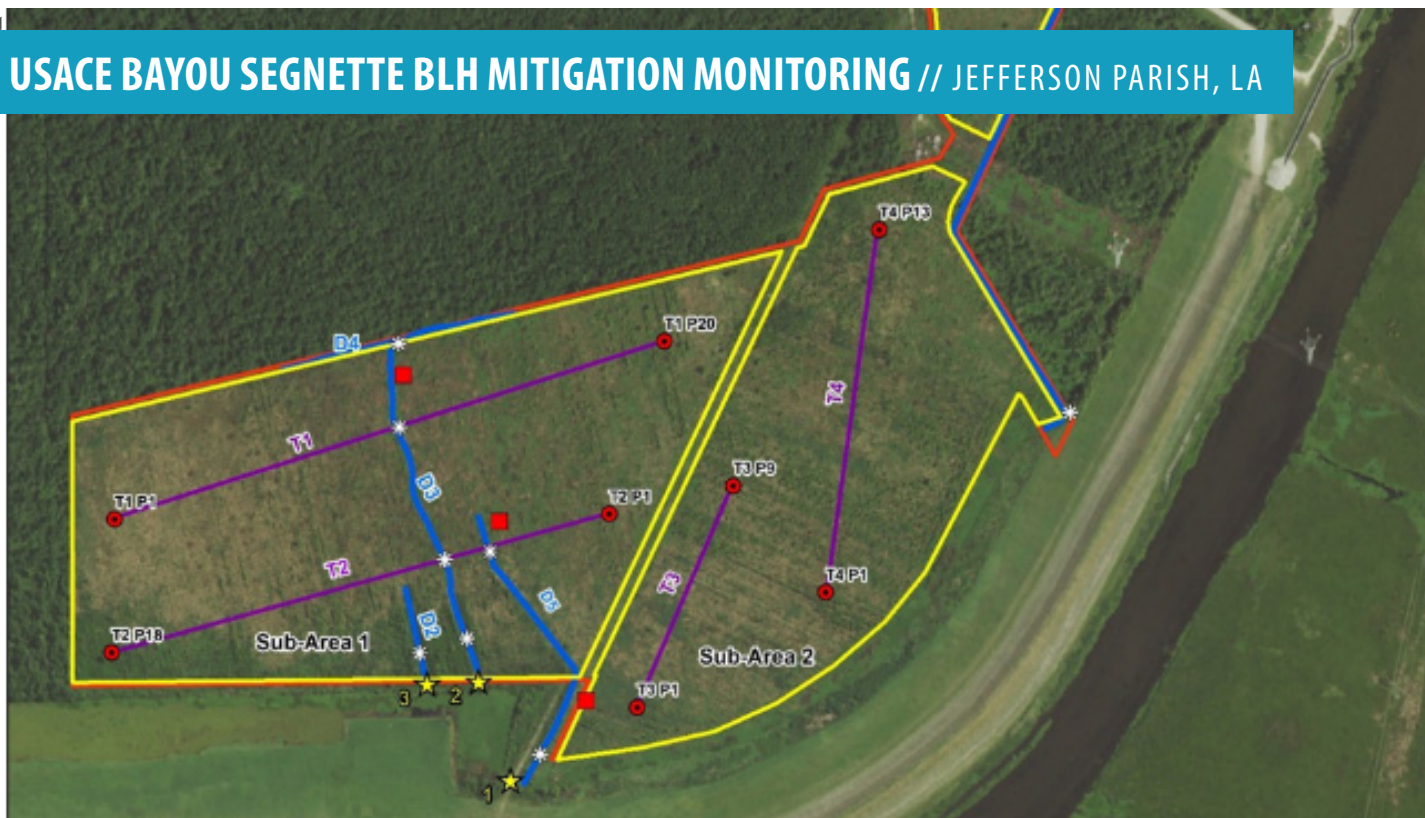 USACE BAYOU SEGNETTE BLH MITIGATION MONITORING // JEFFERSON PARISH, LA
T4 P13
T1 P20
D4
T4
T1
T3 P9
D3
T1 P1
T2 P1
T2
T3
T4 P1
D5
D2
T2 P18
Sub-Area 1
Sub-Area 2
3
2
T3 P1
1